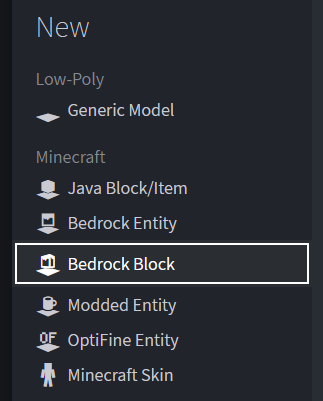 New
Low-Poly
Generic Model
Minecraft
Java Block/Item
Bedrock Entity
Bedrock Block
Modded Entity
OF OptiFine Entity
Minecraft Skin